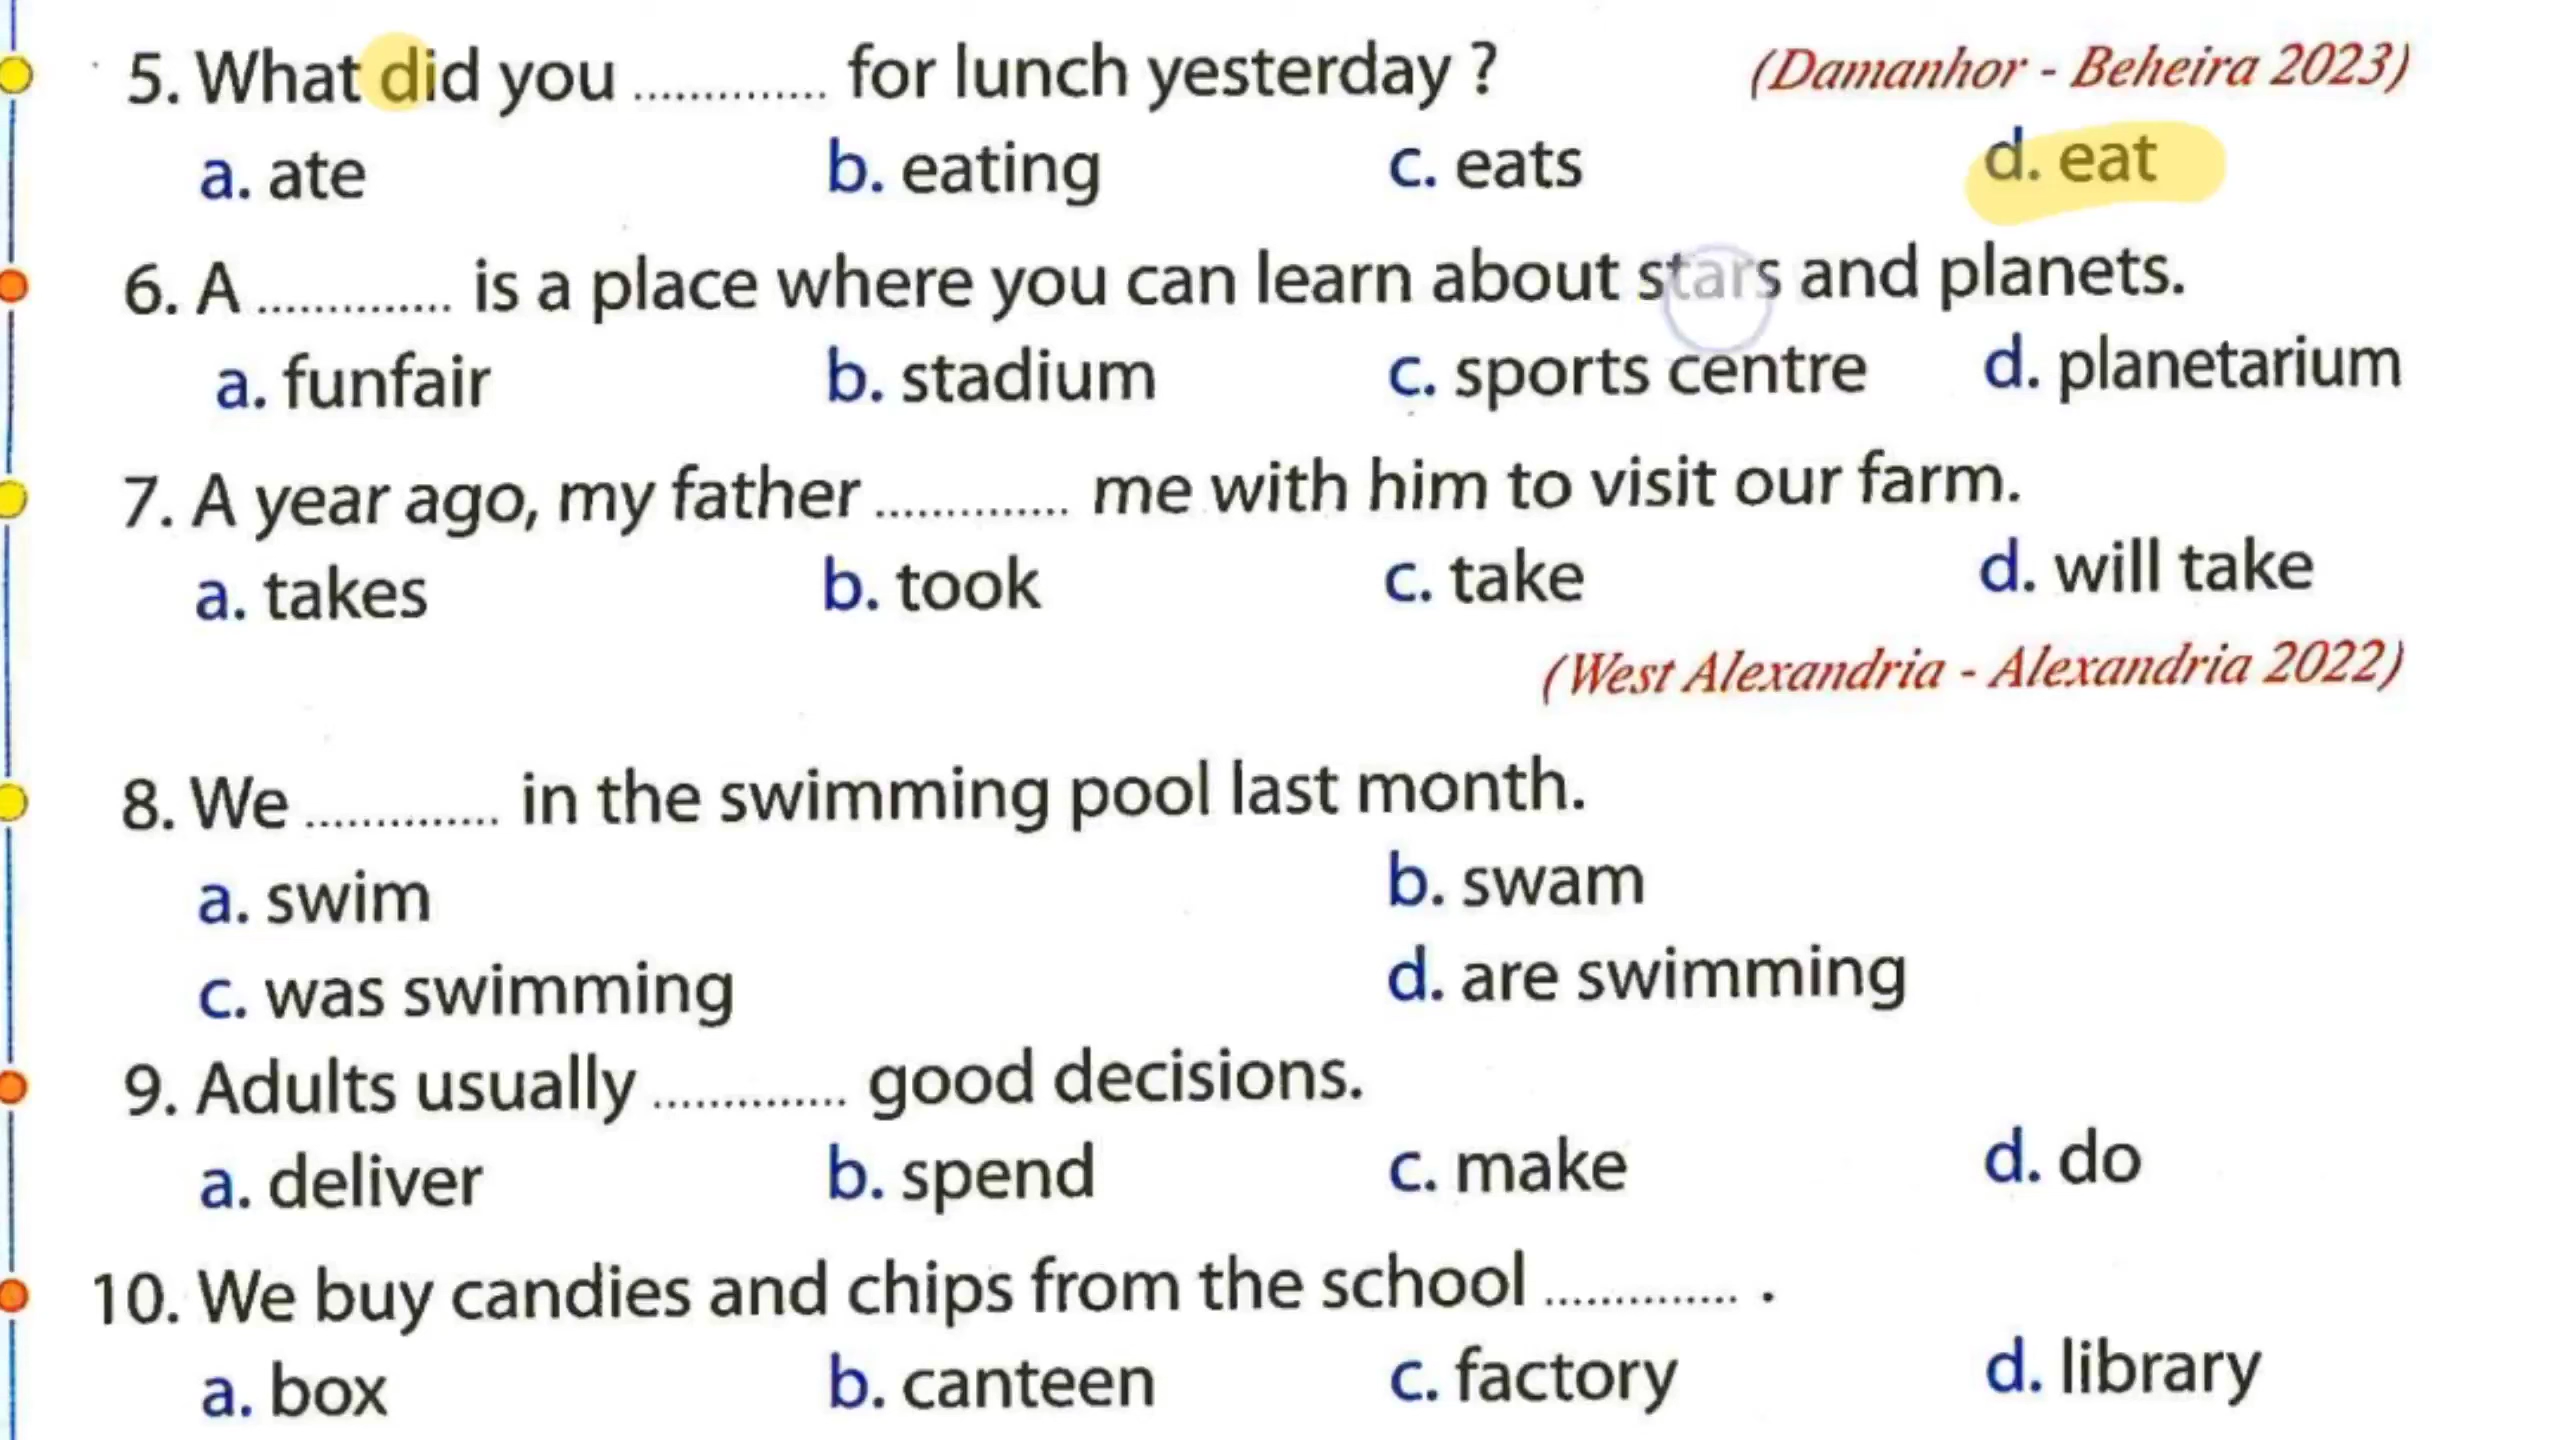 5. What did you .............. for lunch yesterday ? (Damanhor - Beheira 2023)
a. ate b. eating c. eats d. eat
6. A .............. is a place where you can learn about stars and planets.
a. funfair b. stadium c. sports centre d. planetarium
7. A year ago, my father .............. me with him to visit our farm.
a. takes b. took c. take d. will take
(West Alexandria - Alexandria 2022)
8. We .............. in the swimming pool last month.
a. swim b. swam
c. was swimming d. are swimming
9. Adults usually .............. good decisions.
a. deliver b. spend c. make d. do
10. We buy candies and chips from the school .............. .
a. box b. canteen c. factory d. library